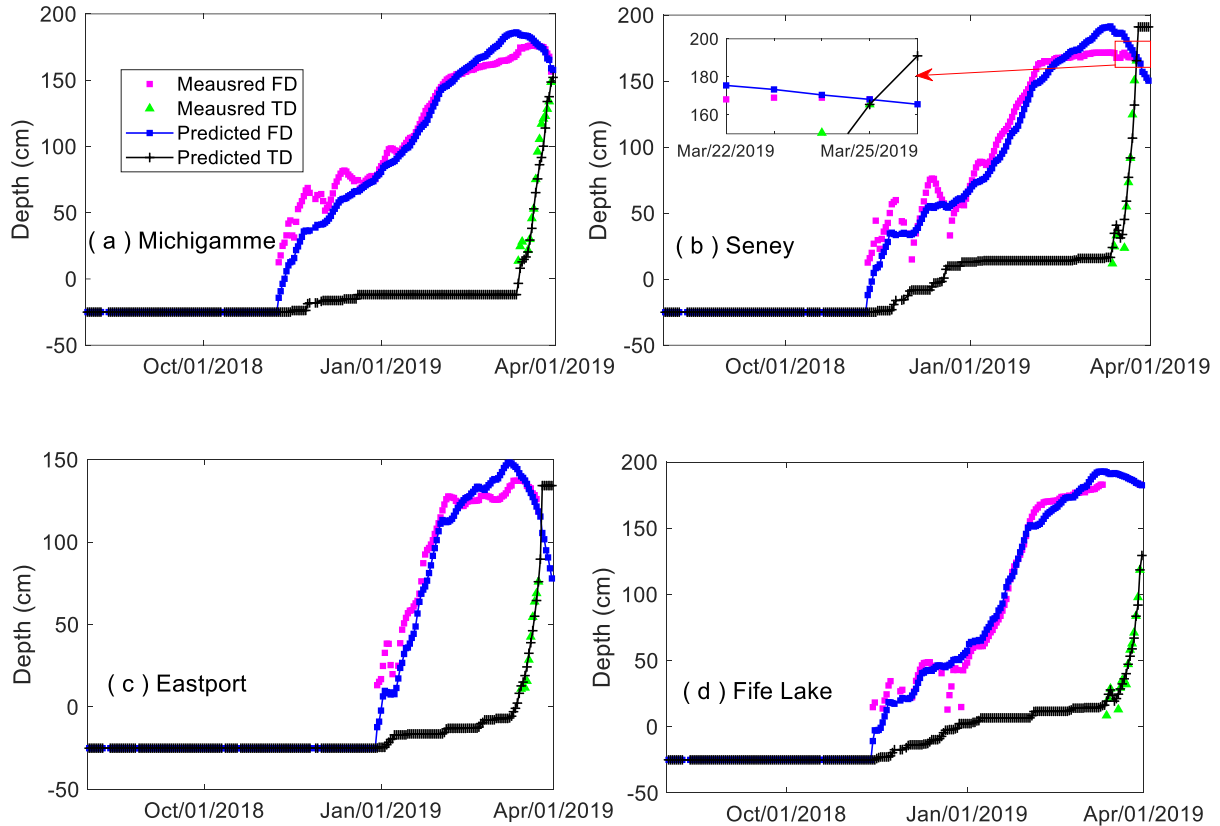 200
150
100
50
0
-50
Depth (cm)
Meausred FD
Meausred TD
Predicted FD
Predicted TD
( a ) Michigamme
Oct/01/2018 Jan/01/2019 Apr/01/2019
200
150
100
50
0
-50
Depth (cm)
200
180
160
Mar/22/2019 Mar/25/2019
( b ) Seney
Oct/01/2018 Jan/01/2019 Apr/01/2019
150
100
50
0
-50
Depth (cm)
( c ) Eastport
Oct/01/2018 Jan/01/2019 Apr/01/2019
200
150
100
50
0
-50
Depth (cm)
( d ) Fife Lake
Oct/01/2018 Jan/01/2019 Apr/01/2019